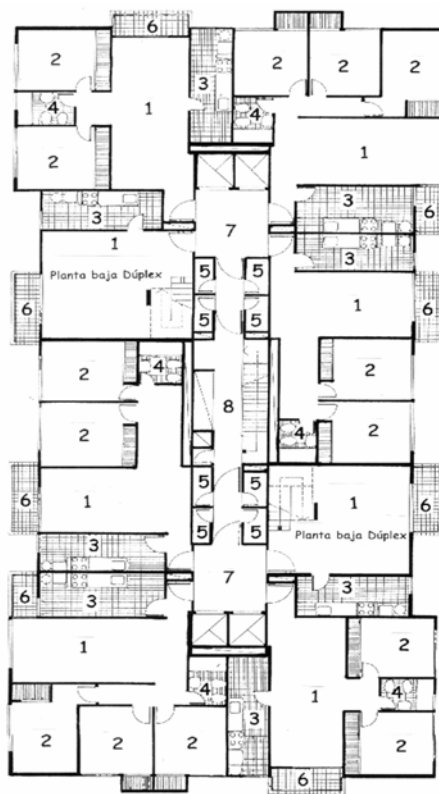 6
2 3 2 2 2
4 1 4
2 1
3 3 6
1 7 3
Planta baja Dúplex 5 5
6 5 5 1 6
2 4 2
8
2 4 2
6 1 5 5 1 6
5 5 Planta baja Dúplex
3
6 3 7 3
1 2
4 1 4
3
2 2 2 2
6